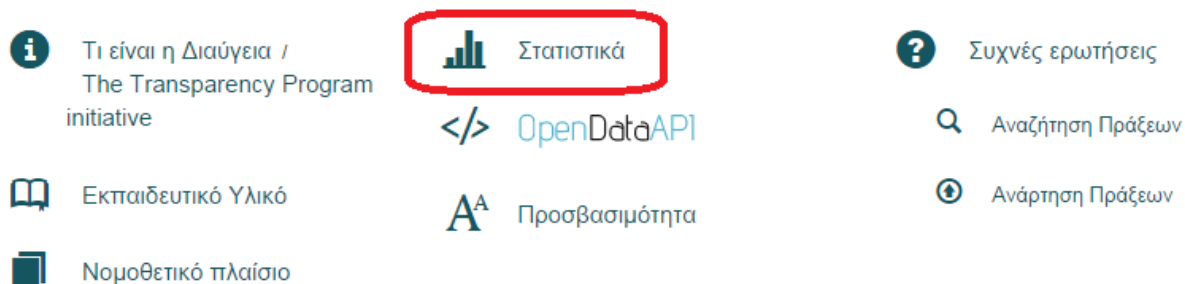 Τι είναι η Διαύγεια /
The Transparency Program
initiative
Εκπαιδευτικό Υλικό
Νομοθετικό πλαίσιο
Στατιστικά
</> OpenDataAPI
AA Προσβασιμότητα
Συχνές ερωτήσεις
Αναζήτηση Πράξεων
Ανάρτηση Πράξεων